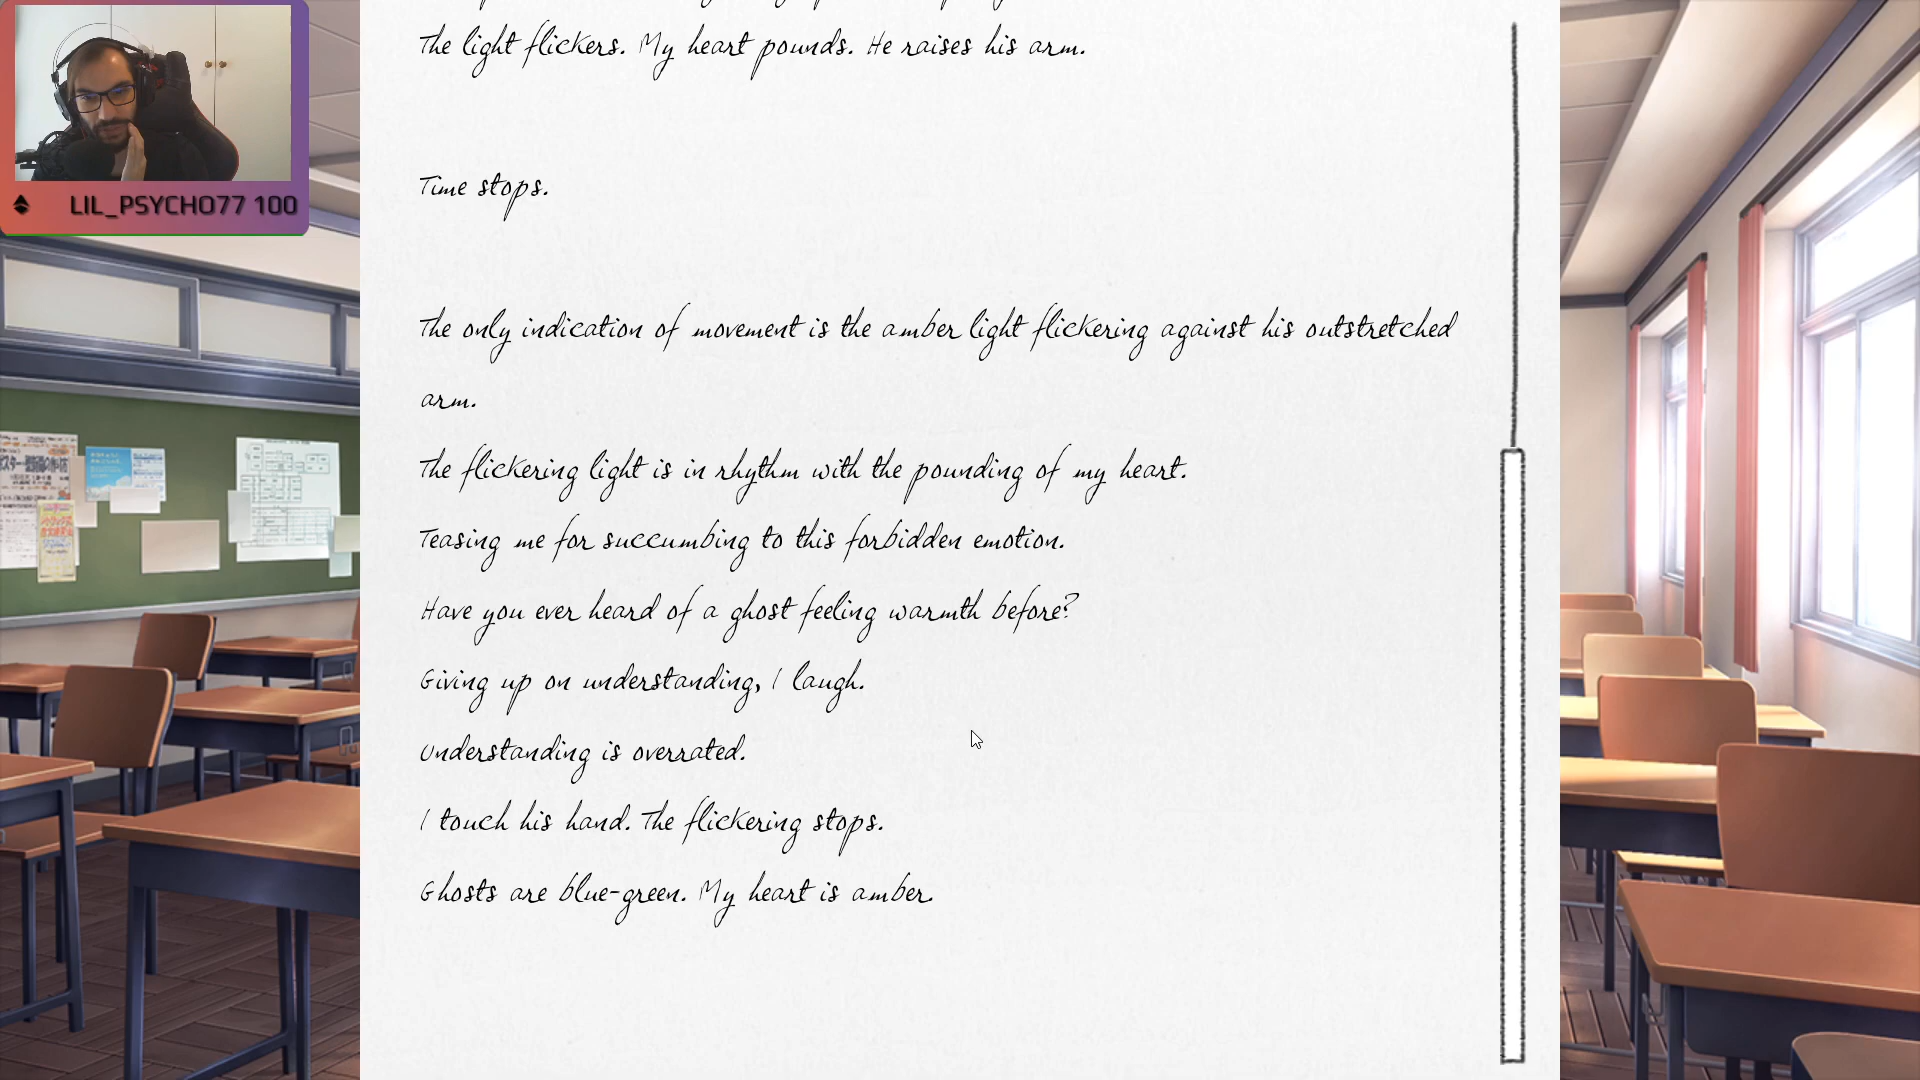 The light flickers. My heart pounds. He raises his arm.
LIL_PSYCHO77 100
Time stops.
The only indication of movement is the amber light flickering against his outstretched
arm.
The flickering light is in rhythm with the pounding of my heart.
Teasing me for succumbing to this forbidden emotion.
Have you ever heard of a ghost feeling warmth before?
Giving up on understanding, I laugh.
Understanding is overrated.
I touch his hand. The flickering stops.
Ghosts are blue-green. My heart is amber.